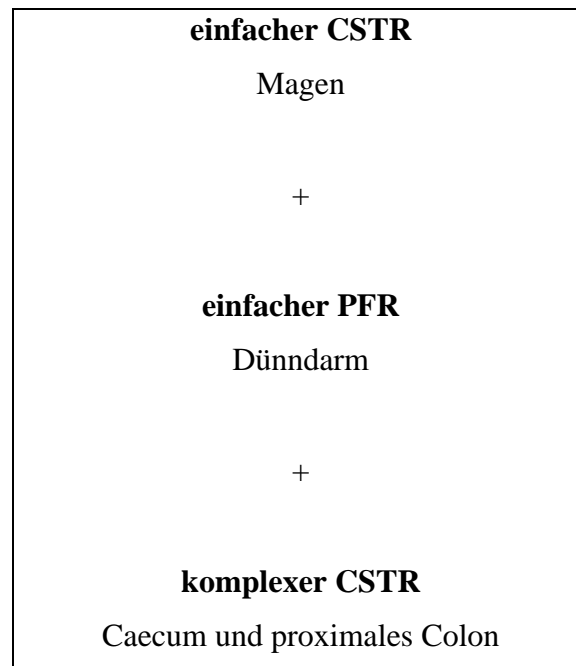 einfacher CSTR
Magen
+
einfacher PFR
Dünndarm
+
komplexer CSTR
Caecum und proximales Colon